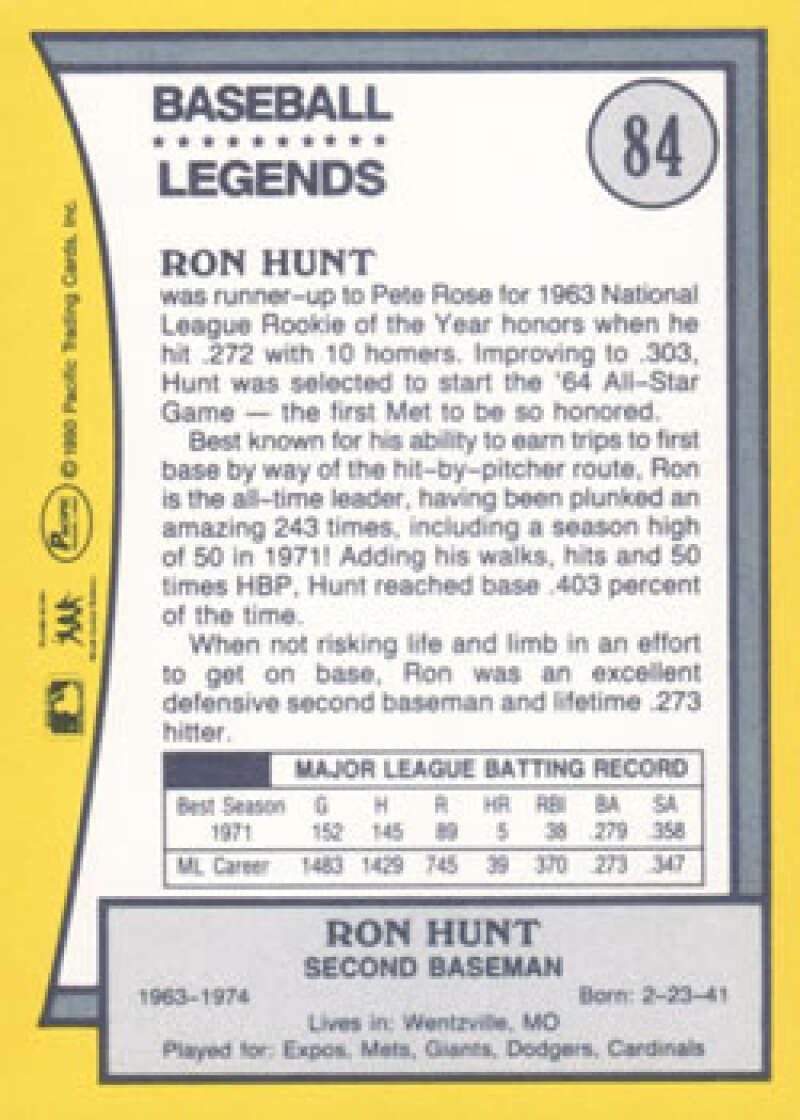 BASEBALL
LEGENDS
84
RON HUNT
was runner-up to Pete Rose for 1963 National
League Rookie of the Year honors when he
hit .272 with 10 homers. Improving to .303,
Hunt was selected to start the '64 All-Star
Game — the first Met to be so honored.
Best known for his ability to earn trips to first
base by way of the hit-by-pitcher route, Ron
is the all-time leader, having been plunked an
amazing 243 times, including a season high
of 50 in 1971! Adding his walks, hits and 50
times HBP, Hunt reached base .403 percent
of the time.
When not risking life and limb in an effort
to get on base, Ron was an excellent
defensive second baseman and lifetime .273
hitter.
MAJOR LEAGUE BATTING RECORD
Best Season G H R HR RBI BA SA
1971 152 145 89 5 38 .279 .358
ML Career 1483 1429 745 39 370 .273 .347
RON HUNT
SECOND BASEMAN
1963-1974 Born: 2-23-41
Lives in: Wentzville, MO
Played for: Expos, Mets, Giants, Dodgers, Cardinals
© 1990 Pacific Trading Cards, Inc.